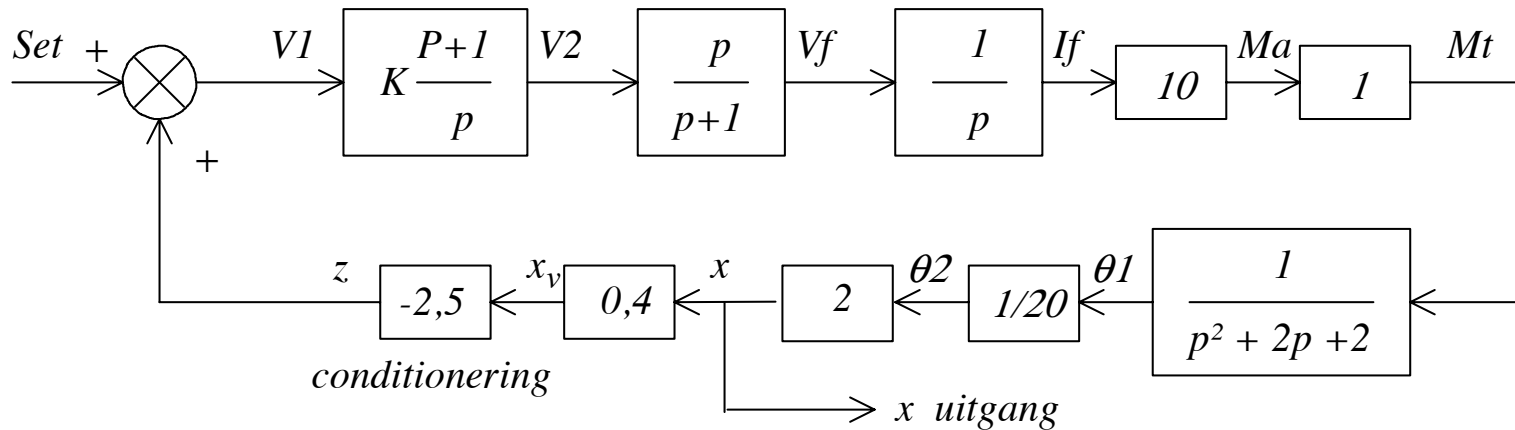 Set + V1 K P+1 / p V2 p / p+1 Vf 1 / p If 10 Ma 1 Mt
+
z -2,5 xv 0,4 x 2 θ2 1/20 θ1 1 / p² + 2p +2
conditionering
x uitgang